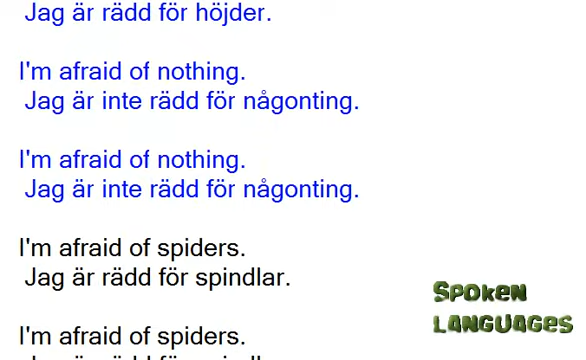 Jag är rädd för höjder.
I'm afraid of nothing.
Jag är inte rädd för någonting.
I'm afraid of nothing.
Jag är inte rädd för någonting.
I'm afraid of spiders.
Jag är rädd för spindlar.
I'm afraid of spiders.
Spoken
Languages